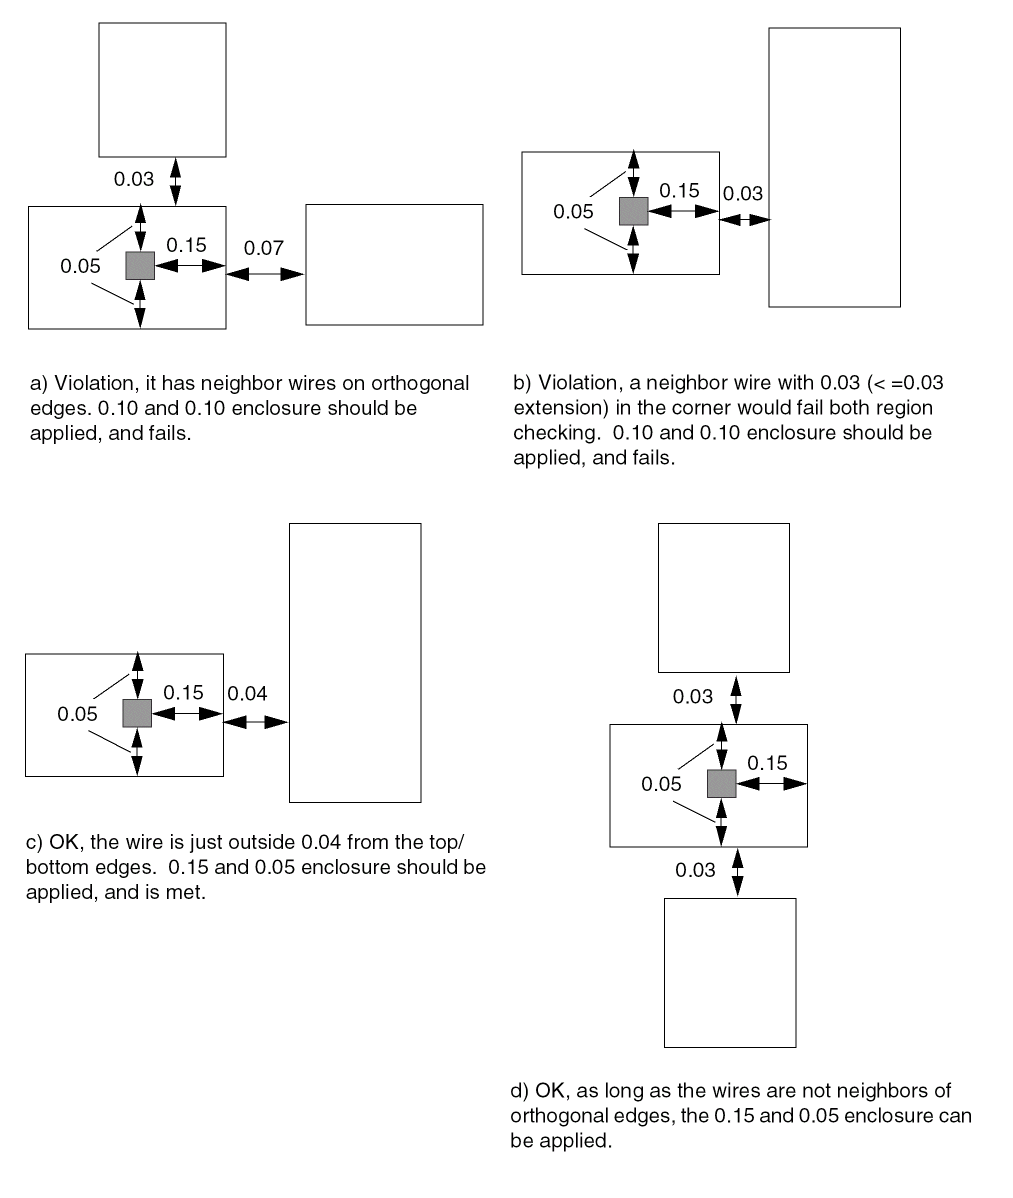 0.03
0.15
0.07
0.05
a) Violation, it has neighbor wires on orthogonal
edges. 0.10 and 0.10 enclosure should be
applied, and fails.
0.15
0.03
0.05
b) Violation, a neighbor wire with 0.03 (< =0.03
extension) in the corner would fail both region
checking.  0.10 and 0.10 enclosure should be
applied, and fails.
0.15
0.04
0.05
c) OK, the wire is just outside 0.04 from the top/
bottom edges.  0.15 and 0.05 enclosure should be
applied, and is met.
0.03
0.15
0.05
0.03
d) OK, as long as the wires are not neighbors of
orthogonal edges, the 0.15 and 0.05 enclosure can
be applied.